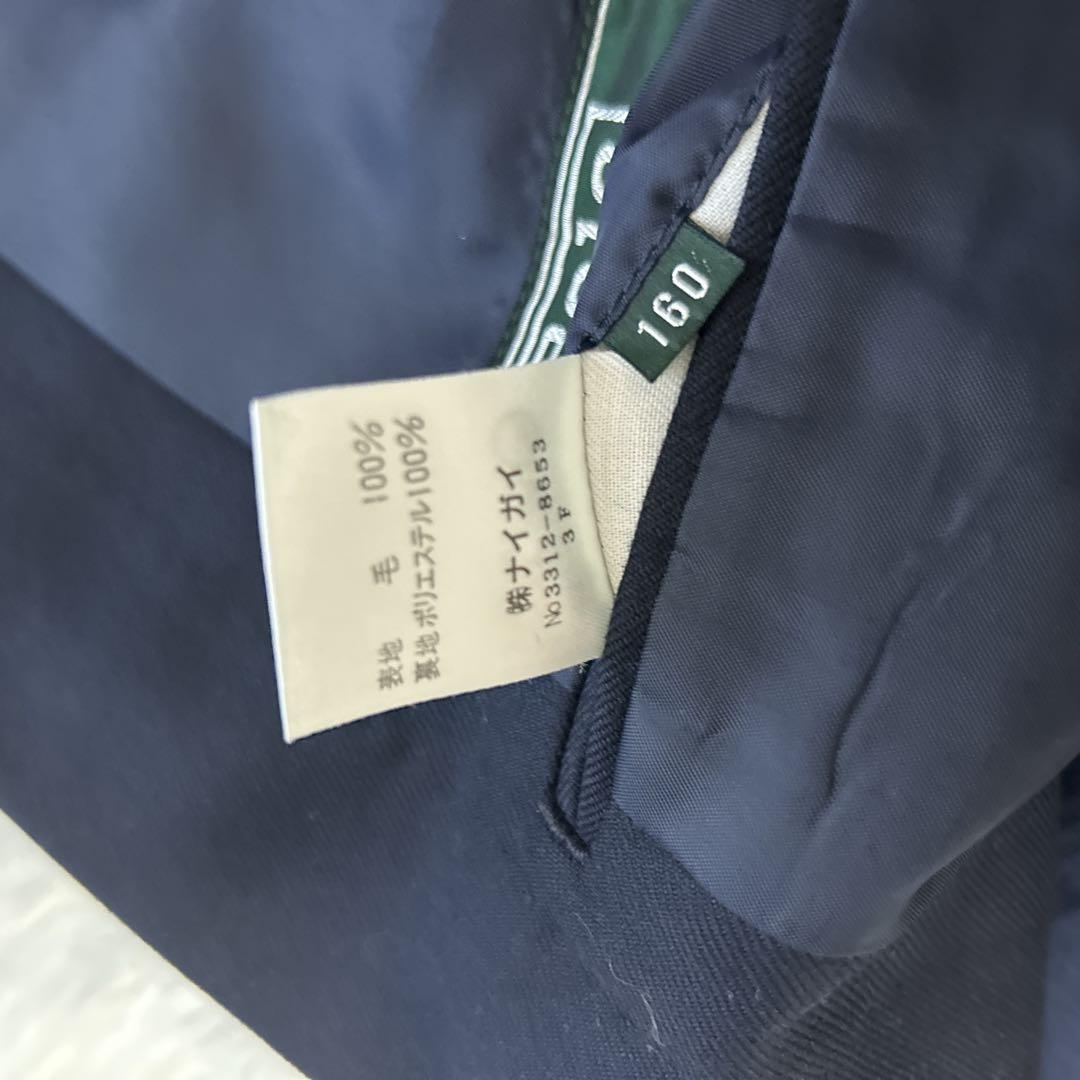 160
表地 毛 100%
裏地 ポリエステル100%
㈱ナイガイ
No3312-8653
3F